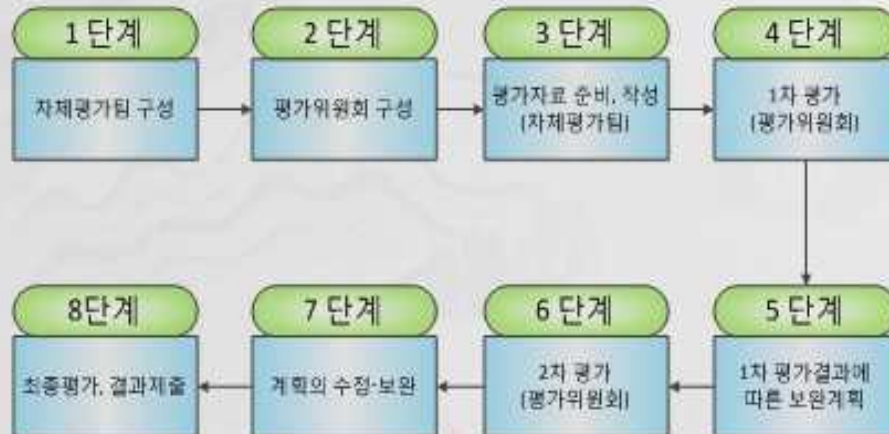 1 단계
자체평가팀 구성
2 단계
평가위원회 구성
3 단계
평가자료 준비, 작성
(자체평가팀)
4 단계
1차 평가
(평가위원회)
5 단계
1차 평가결과에
따른 보완계획
6 단계
2차 평가
(평가위원회)
7 단계
계획의 수정·보완
8단계
최종평가, 결과제출